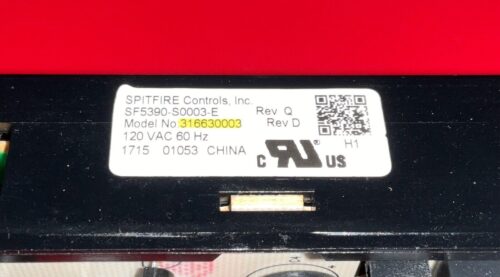 SPITFIRE Controls, Inc.
SF5390-S0003-E Rev Q
Model No 316630003 Rev D
120 VAC 60 Hz
1715 01053 CHINA H1
C RU US